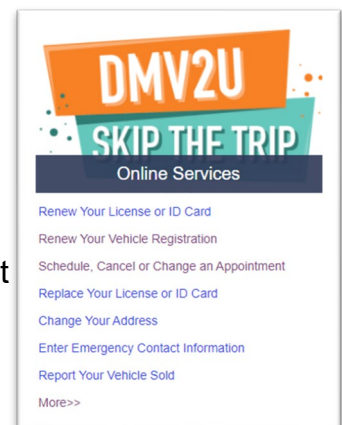 DMV2U
SKIP THE TRIP
Online Services
Renew Your License or ID Card
Renew Your Vehicle Registration
Schedule, Cancel or Change an Appointment
t
Replace Your License or ID Card
Change Your Address
Enter Emergency Contact Information
Report Your Vehicle Sold
More>>